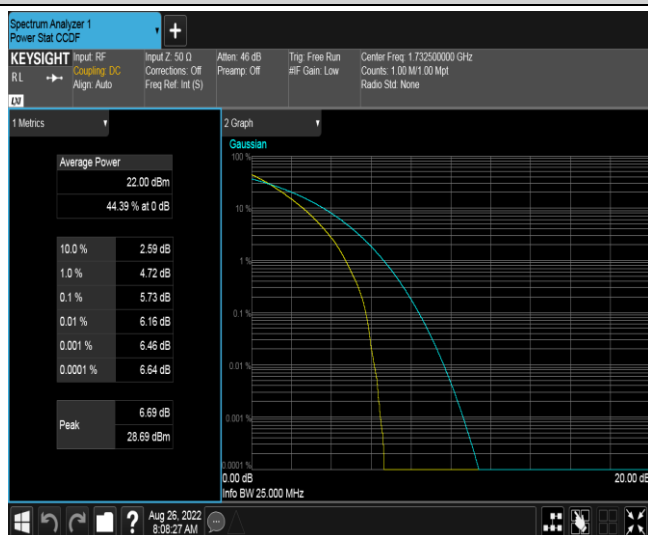 Spectrum Analyzer 1
Power Stat CCDF
KEYSIGHT
RL
LXI
Input: RF
Coupling: DC
Align: Auto
Input Z: 50 Ω
Corrections: Off
Freq Ref: Int (S)
Atten: 46 dB
Preamp: Off
Trig: Free Run
#IF Gain: Low
Center Freq: 1.732500000 GHz
Counts: 1.00 M/1.00 Mpt
Radio Std: None
1 Metrics
Average Power
22.00 dBm
44.39 % at 0 dB
10.0 % 2.59 dB
1.0 % 4.72 dB
0.1 % 5.73 dB
0.01 % 6.16 dB
0.001 % 6.46 dB
0.0001 % 6.64 dB
Peak
6.69 dB
28.69 dBm
2 Graph
Gaussian
100 %
10 %
1 %
0.1 %
0.01 %
0.001 %
0.0001 %
0.00 dB
20.00 dB
Info BW 25.000 MHz
Aug 26, 2022
8:08:27 AM